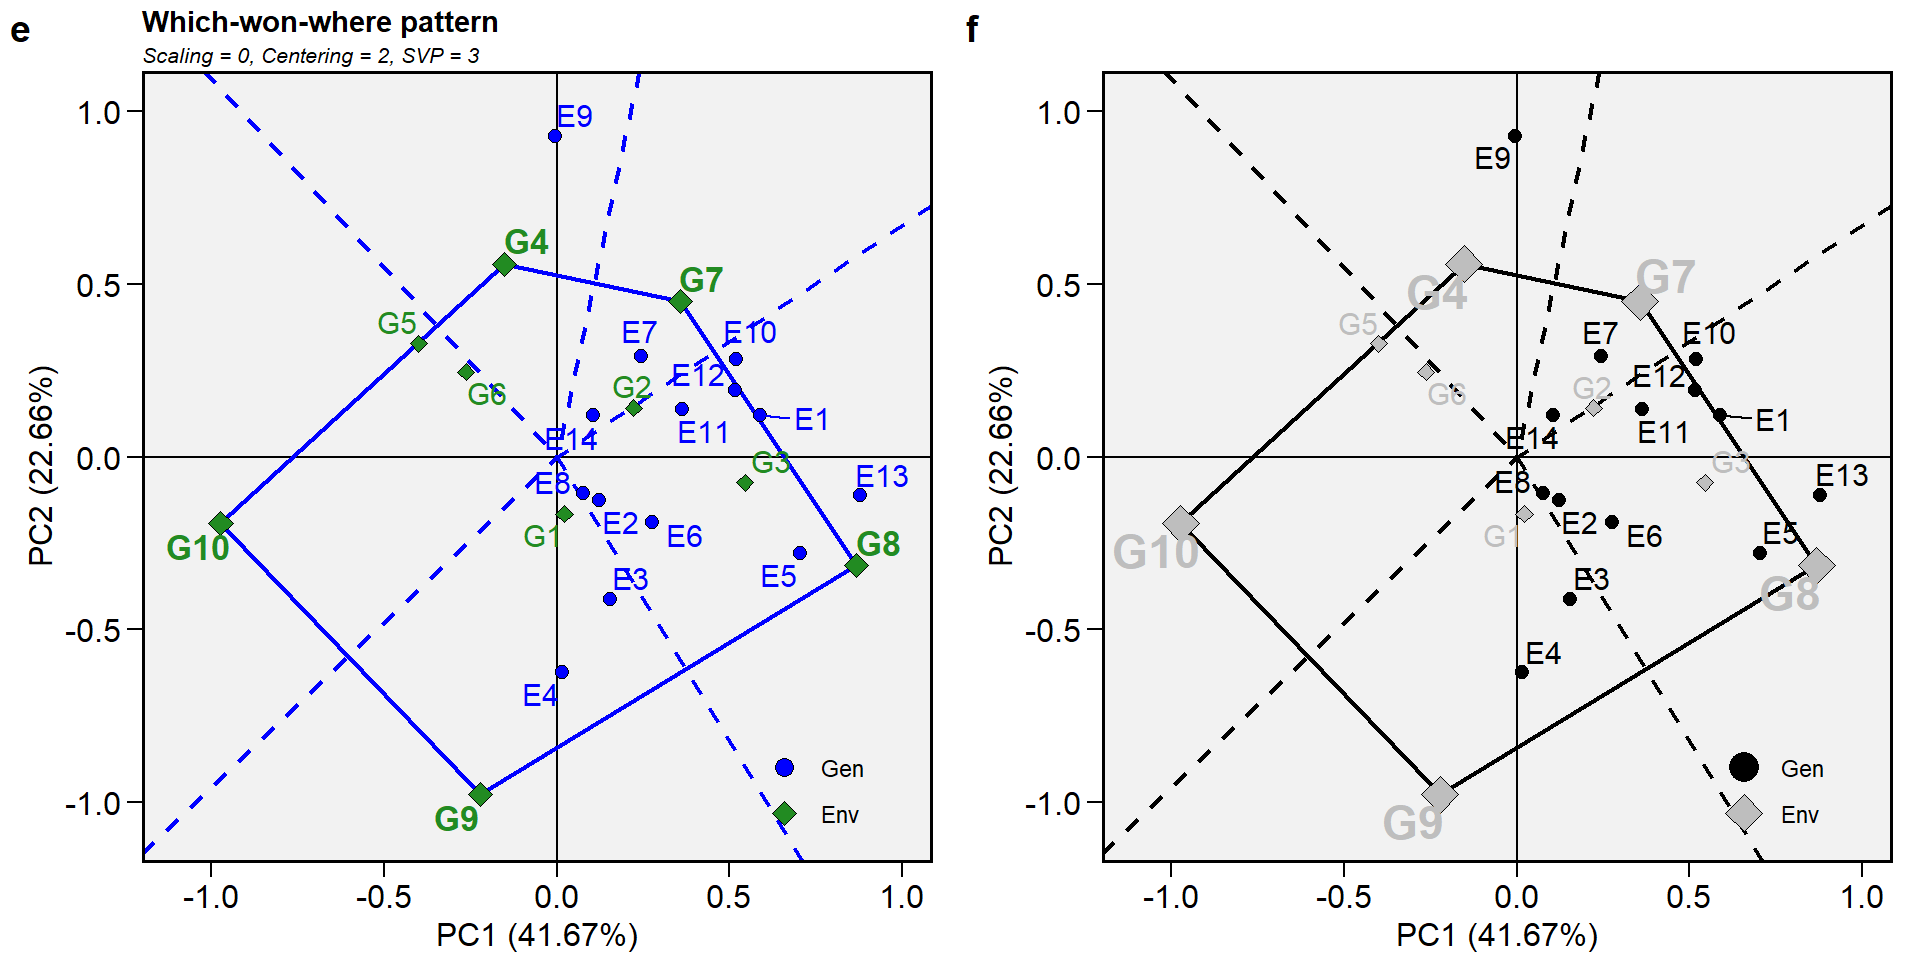 e
Which-won-where pattern
Scaling = 0, Centering = 2, SVP = 3
PC2 (22.66%)
1.0
0.5
0.0
-0.5
-1.0
E9
G4
G7
G5
E7
E10
G6
G2
E12
E11
E1
E14
G3
E8
E13
E2
G1
E6
G10
G8
E3
E5
E4
G9
Gen
Env
-1.0
-0.5
0.0
0.5
1.0
PC1 (41.67%)
f
PC2 (22.66%)
1.0
0.5
0.0
-0.5
-1.0
E9
G4
G7
G5
E7
E10
G6
G2
E12
E11
E1
E14
G3
E8
E13
E2
G1
E6
G10
E5
E3
G8
E4
G9
Gen
Env
-1.0
-0.5
0.0
0.5
1.0
PC1 (41.67%)